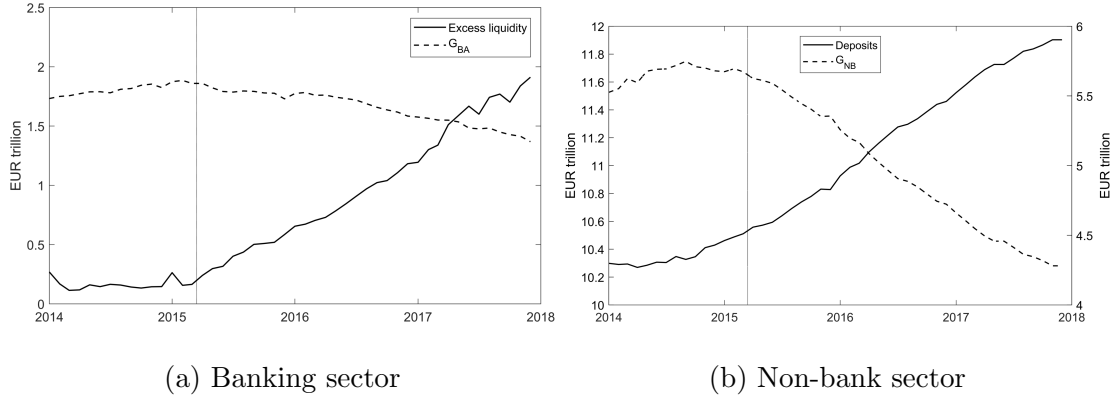 2.5
2
1.5
1
0.5
0
EUR trillion
Excess liquidity
G_BA
2014 2015 2016 2017 2018
(a) Banking sector
12
11.8
11.6
11.4
11.2
11
10.8
10.6
10.4
10.2
10
EUR trillion
Deposits
G_NB
6
5.5
5
4.5
4
EUR trillion
2014 2015 2016 2017 2018
(b) Non-bank sector